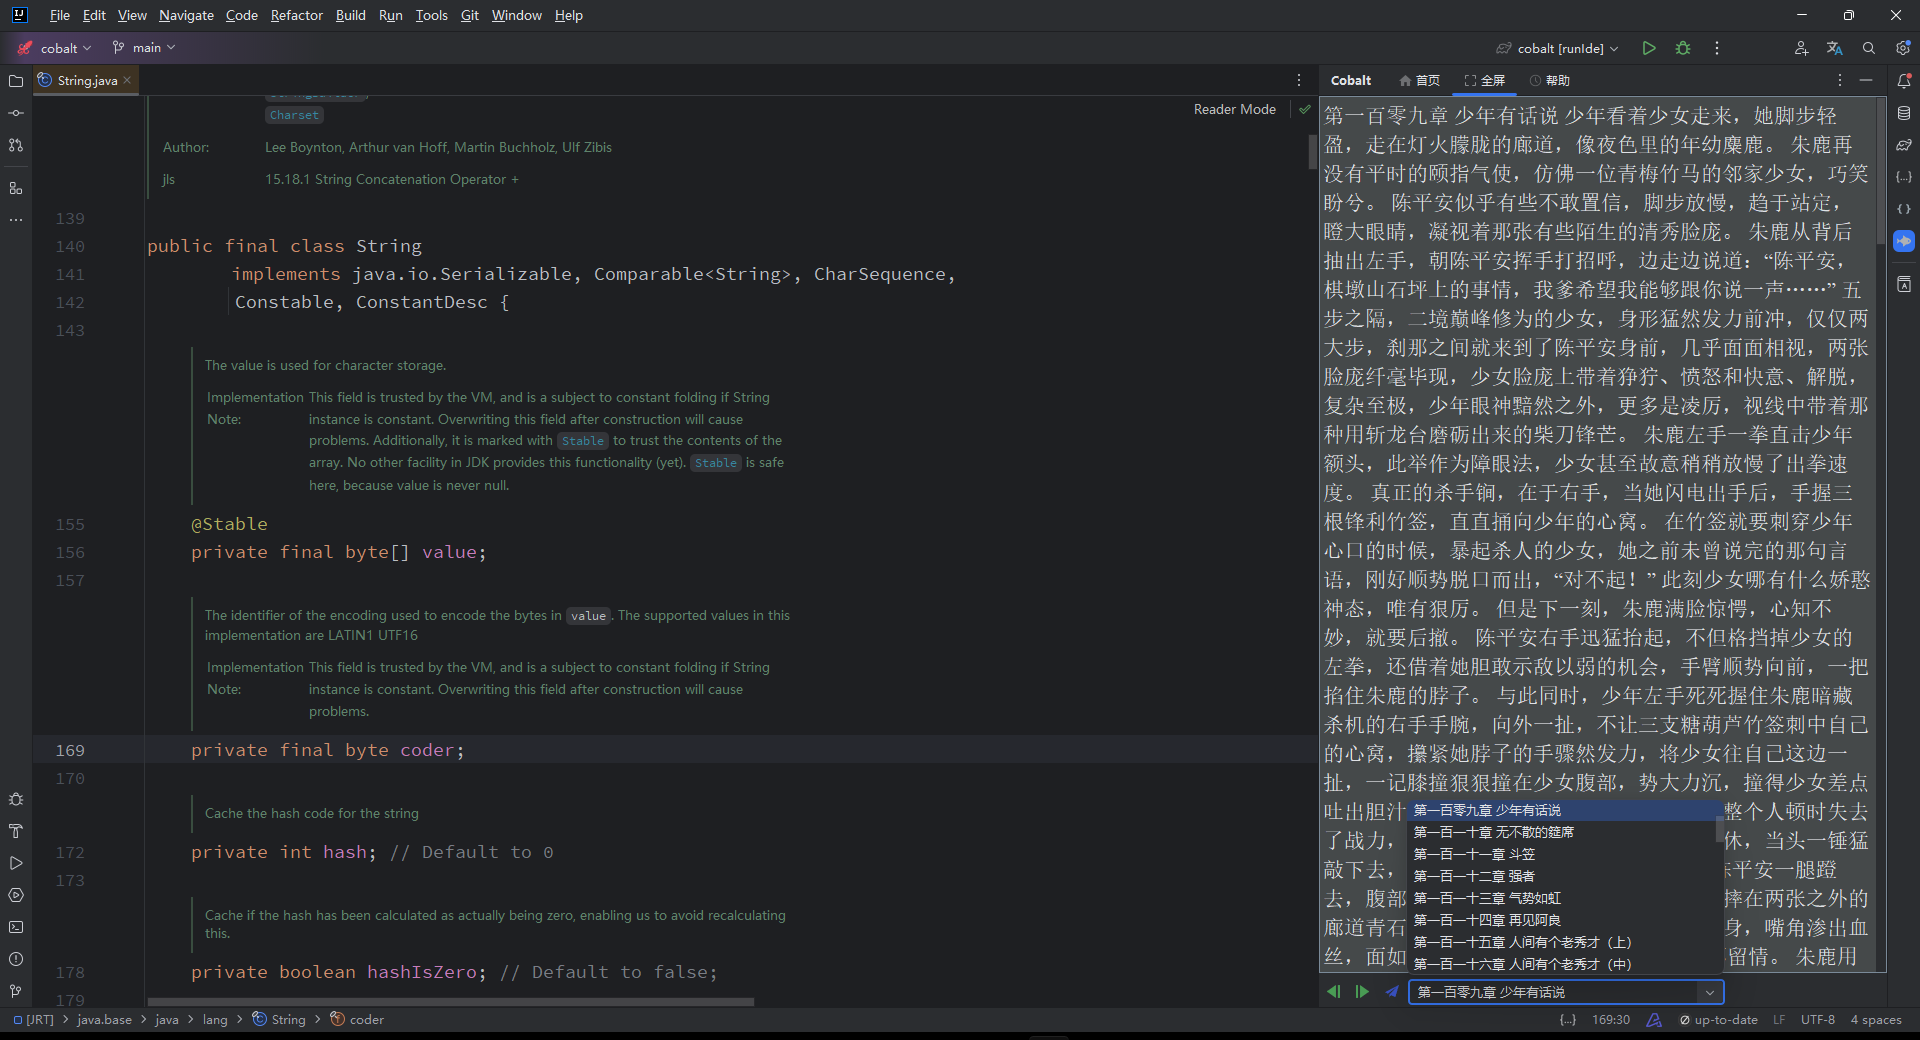 File Edit View Navigate Code Refactor Build Run Tools Git Window Help
cobalt main cobalt [runIde]
String.java
Reader Mode
Charset
Author: Lee Boynton, Arthur van Hoff, Martin Buchholz, Ulf Zibis
jls 15.18.1 String Concatenation Operator +
139
140 public final class String
141 implements java.io.Serializable, Comparable<String>, CharSequence,
142 Constable, ConstantDesc {
143
The value is used for character storage.
Implementation This field is trusted by the VM, and is a subject to constant folding if String
Note: instance is constant. Overwriting this field after construction will cause
problems. Additionally, it is marked with Stable to trust the contents of the
array. No other facility in JDK provides this functionality (yet). Stable is safe
here, because value is never null.
155 @Stable
156 private final byte[] value;
157
The identifier of the encoding used to encode the bytes in value. The supported values in this
implementation are LATIN1 UTF16
Implementation This field is trusted by the VM, and is a subject to constant folding if String
Note: instance is constant. Overwriting this field after construction will cause
problems.
169 private final byte coder;
170
Cache the hash code for the string
172 private int hash; // Default to 0
173
Cache if the hash has been calculated as actually being zero, enabling us to avoid recalculating
this.
178 private boolean hashIsZero; // Default to false;
179
Cobalt 首页 全屏 帮助
第一百零九章 少年有话说 少年看着少女走来，她脚步轻
盈，走在灯火朦胧的廊道，像夜色里的年幼麋鹿。 朱鹿再
没有平时的颐指气使，仿佛一位青梅竹马的邻家少女，巧笑
盼兮。 陈平安似乎有些不敢置信，脚步放慢，趋于站定，
瞪大眼睛，凝视着那张有些陌生的清秀脸庞。 朱鹿从背后
抽出左手，朝陈平安挥手打招呼，边走边说道：“陈平安，
棋墩山石坪上的事情，我爹希望我能够跟你说一声……” 五
步之隔，二境巅峰修为的少女，身形猛然发力前冲，仅仅两
大步，刹那之间就来到了陈平安身前，几乎面面相视，两张
脸庞纤毫毕现，少女脸庞上带着狰狞、愤怒和快意、解脱，
复杂至极，少年眼神黯然之外，更多是凌厉，视线中带着那
种用斩龙台磨砺出来的柴刀锋芒。 朱鹿左手一拳直击少年
额头，此举作为障眼法，少女甚至故意稍稍放慢了出拳速
度。 真正的杀手锏，在于右手，当她闪电出手后，手握三
根锋利竹签，直直捅向少年的心窝。 在竹签就要刺穿少年
心口的时候，暴起杀人的少女，她之前未曾说完的那句言
语，刚好顺势脱口而出，“对不起！” 此刻少女哪有什么娇憨
神态，唯有狠厉。 但是下一刻，朱鹿满脸惊愕，心知不
妙，就要后撤。 陈平安右手迅猛抬起，不但格挡掉少女的
左拳，还借着她胆敢示敌以弱的机会，手臂顺势向前，一把
掐住朱鹿的脖子。 与此同时，少年左手死死握住朱鹿暗藏
杀机的右手手腕，向外一扯，不让三支糖葫芦竹签刺中自己
的心窝，攥紧她脖子的手骤然发力，将少女往自己这边一
扯，一记膝撞狠狠撞在少女腹部，势大力沉，撞得少女差点
吐出胆汁 整个人顿时失去
了战力， 休，当头一锤猛
敲下去， 平安一腿蹬
去，腹部 摔在两张之外的
廊道青石 身，嘴角渗出血
丝，面如 留情。 朱鹿用
第一百零九章 少年有话说
第一百一十章 无不散的筵席
第一百一十一章 斗笠
第一百一十二章 强者
第一百一十三章 气势如虹
第一百一十四章 再见阿良
第一百一十五章 人间有个老秀才（上）
第一百一十六章 人间有个老秀才（中）
第一百零九章 少年有话说
[JRT] java.base java lang String coder
{...} 169:30 up-to-date LF UTF-8 4 spaces